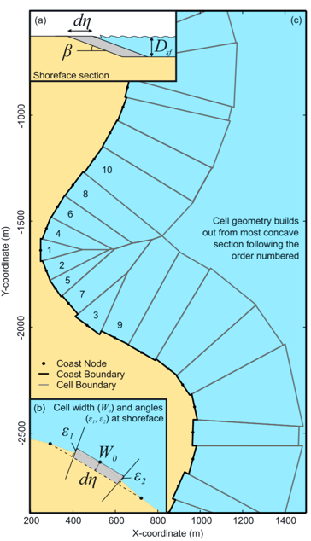 (a)
dη
β
D_sf
Shoreface section
(c)
-1000
-1500
-2000
-2500
Y-coordinate (m)
10
8
6
4
1
2
5
7
3
9
Cell geometry builds
out from most concave
section following the
order numbered
Coast Node
Coast Boundary
Cell Boundary
(b)
Cell width (W₀) and angles
(ε₁, ε₂) at shoreface
ε₁
W₀
dη
ε₂
200 400 600 800 1000 1200 1400
X-coordinate (m)